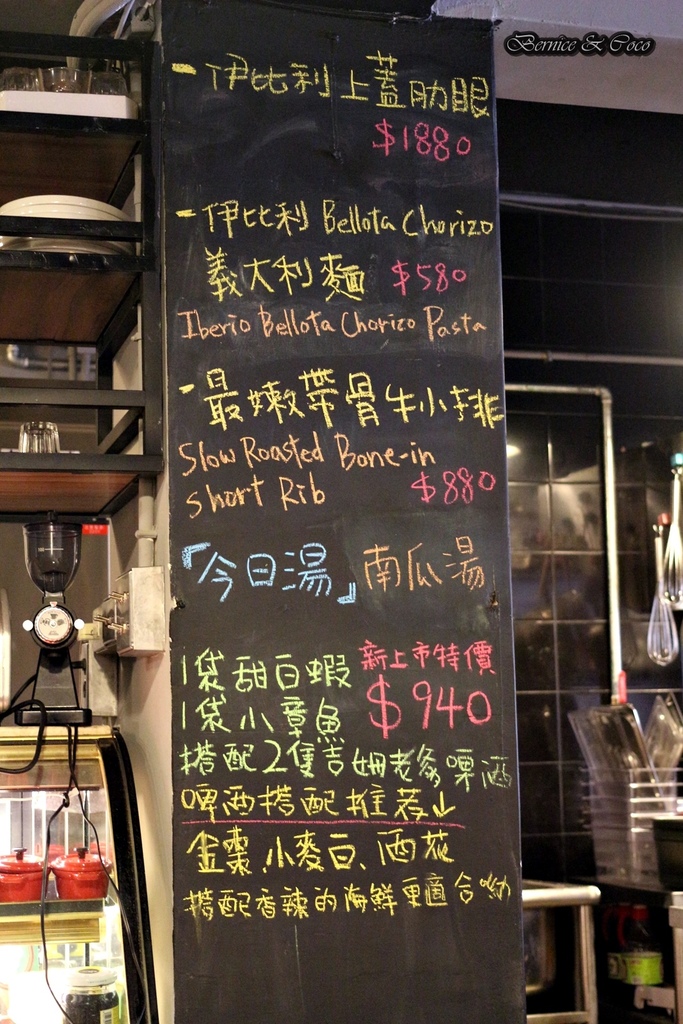 Bernice & Coco
- 伊比利上蓋肋眼
$1880
- 伊比利 Bellota Chorizo
義大利麵 $580
Iberio Bellota Chorizo Pasta
- 最嫩帶骨牛小排
Slow Roasted Bone-in
Short Rib $880
「今日湯」南瓜湯
1袋甜白蝦 新上市特價
1袋小章魚 $940
搭配2隻吉姆老爹啤酒
啤酒搭配推荐↓
金棗、小麥白、西花
搭配香辣的海鮮更適合呦